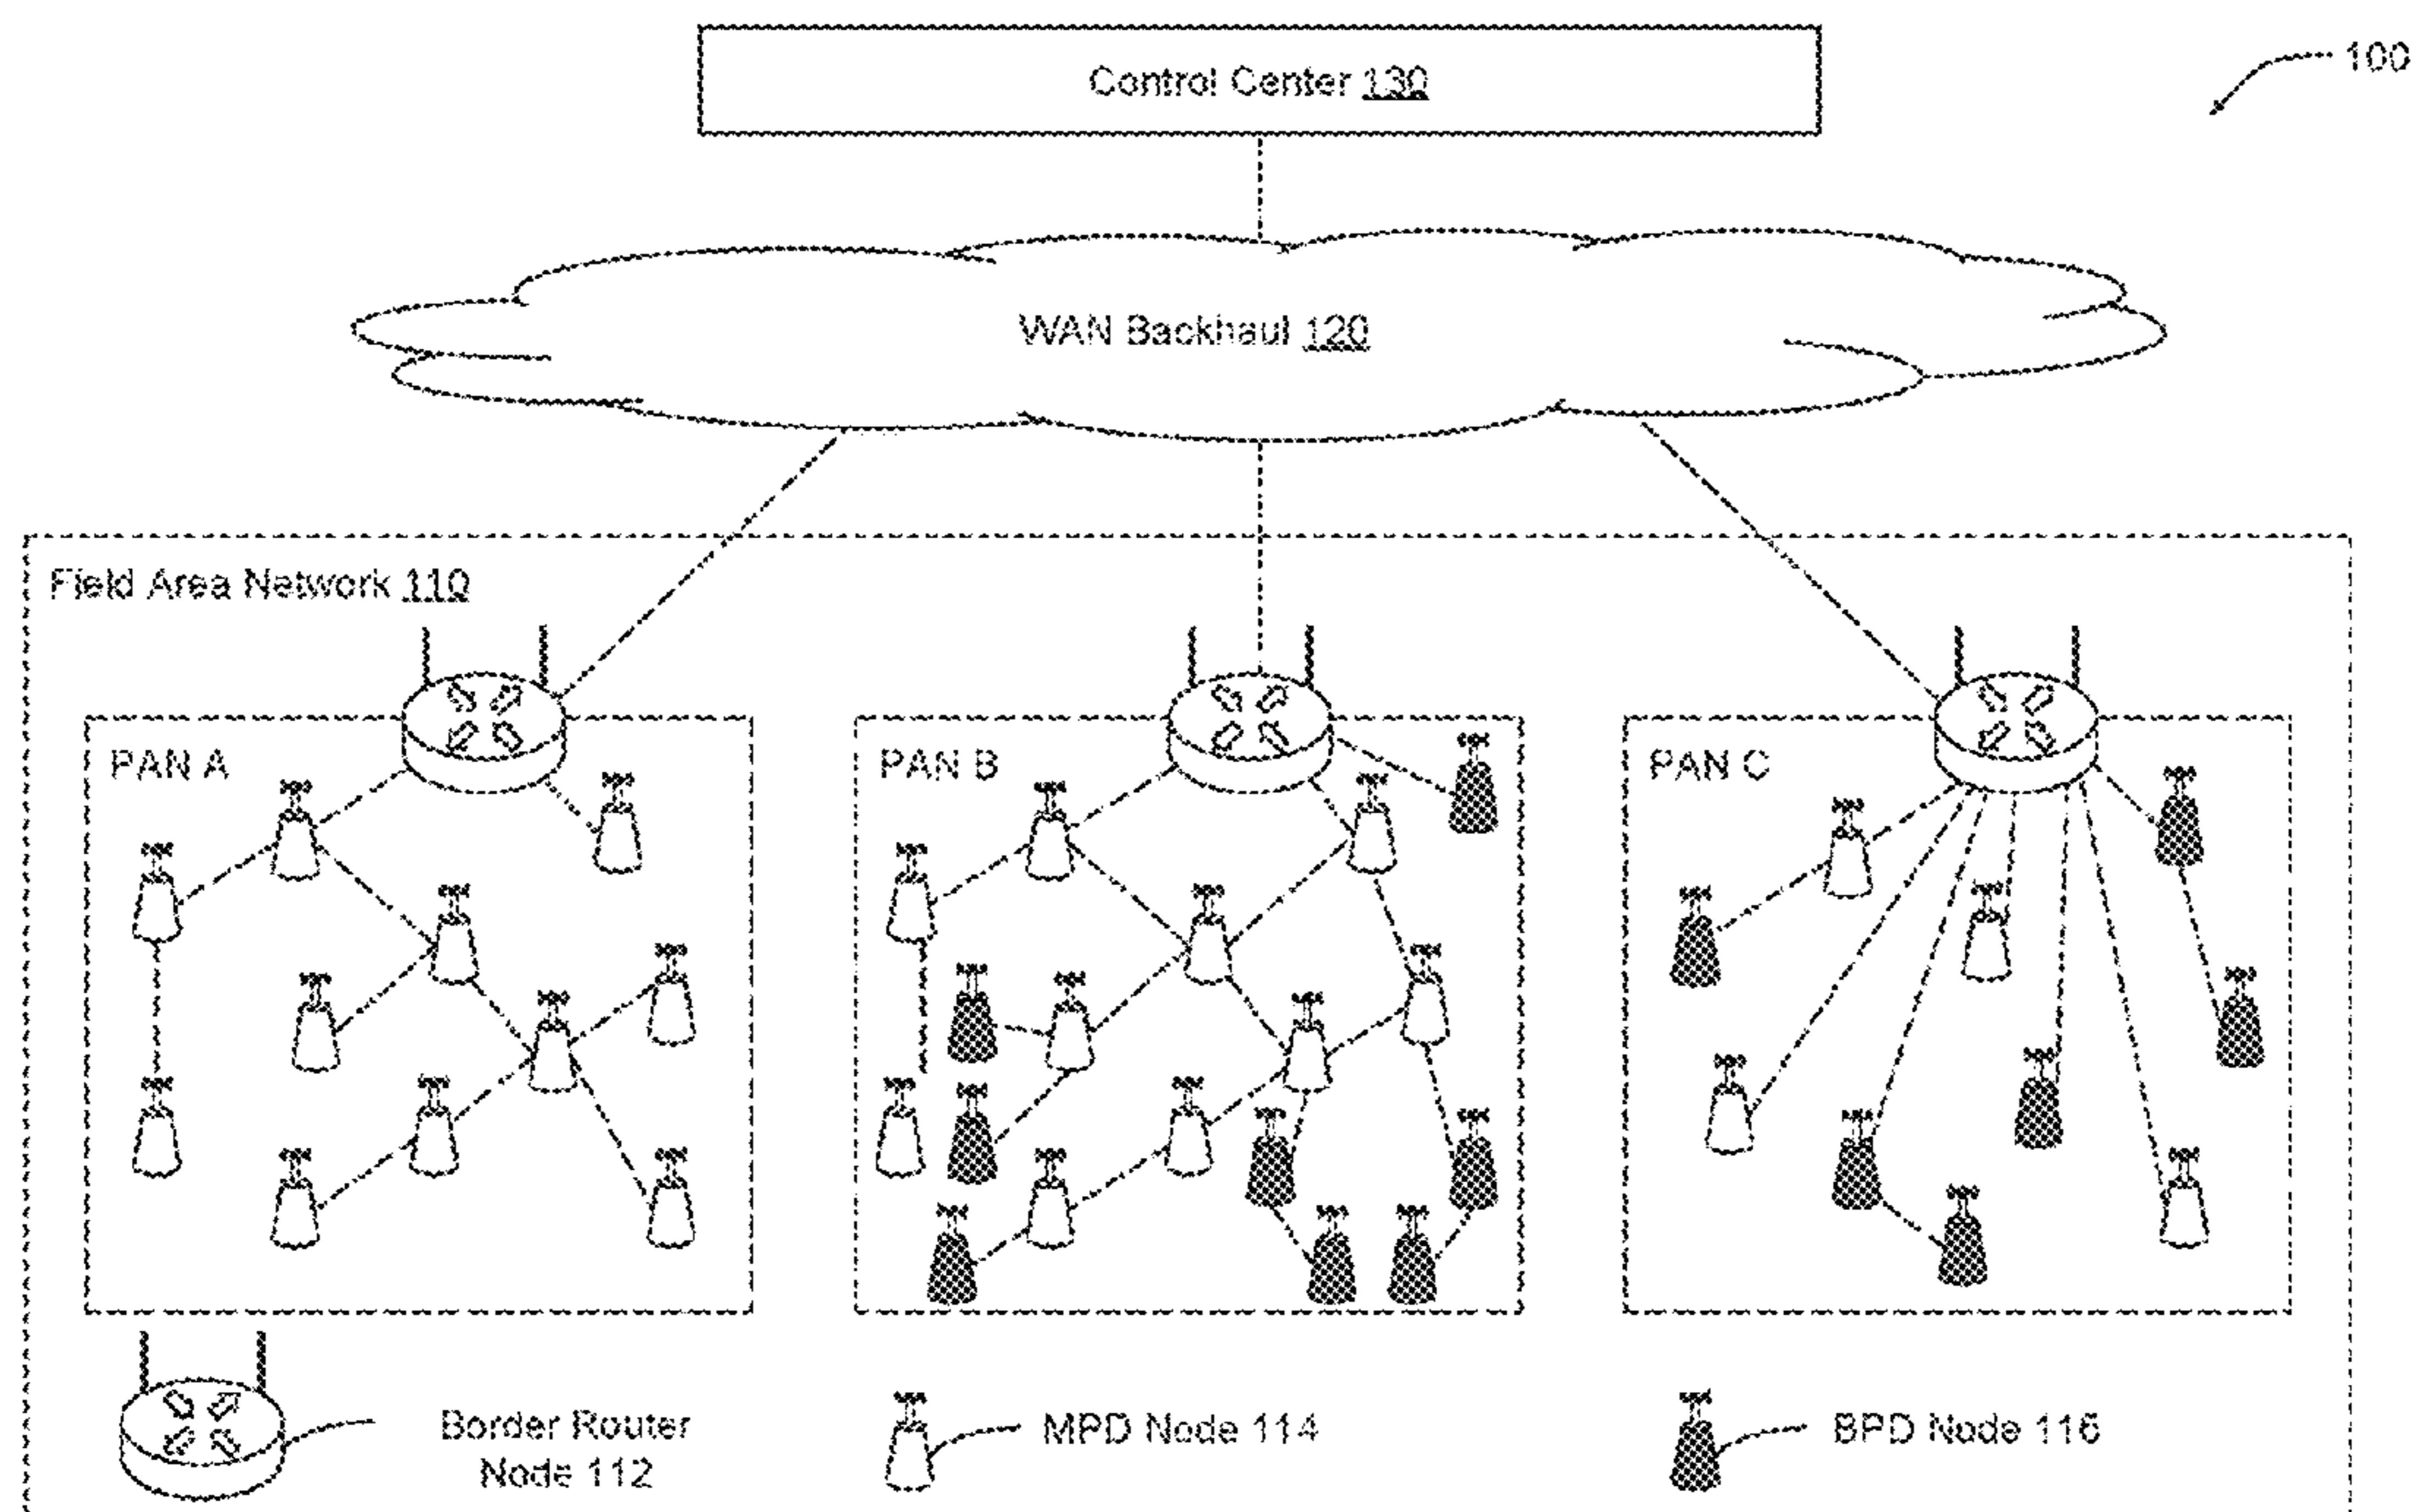 Control Center 130
100
WAN Backhaul 120
Field Area Network 110
PAN A
PAN B
PAN C
Border Router
Node 112
MPD Node 114
BPD Node 116